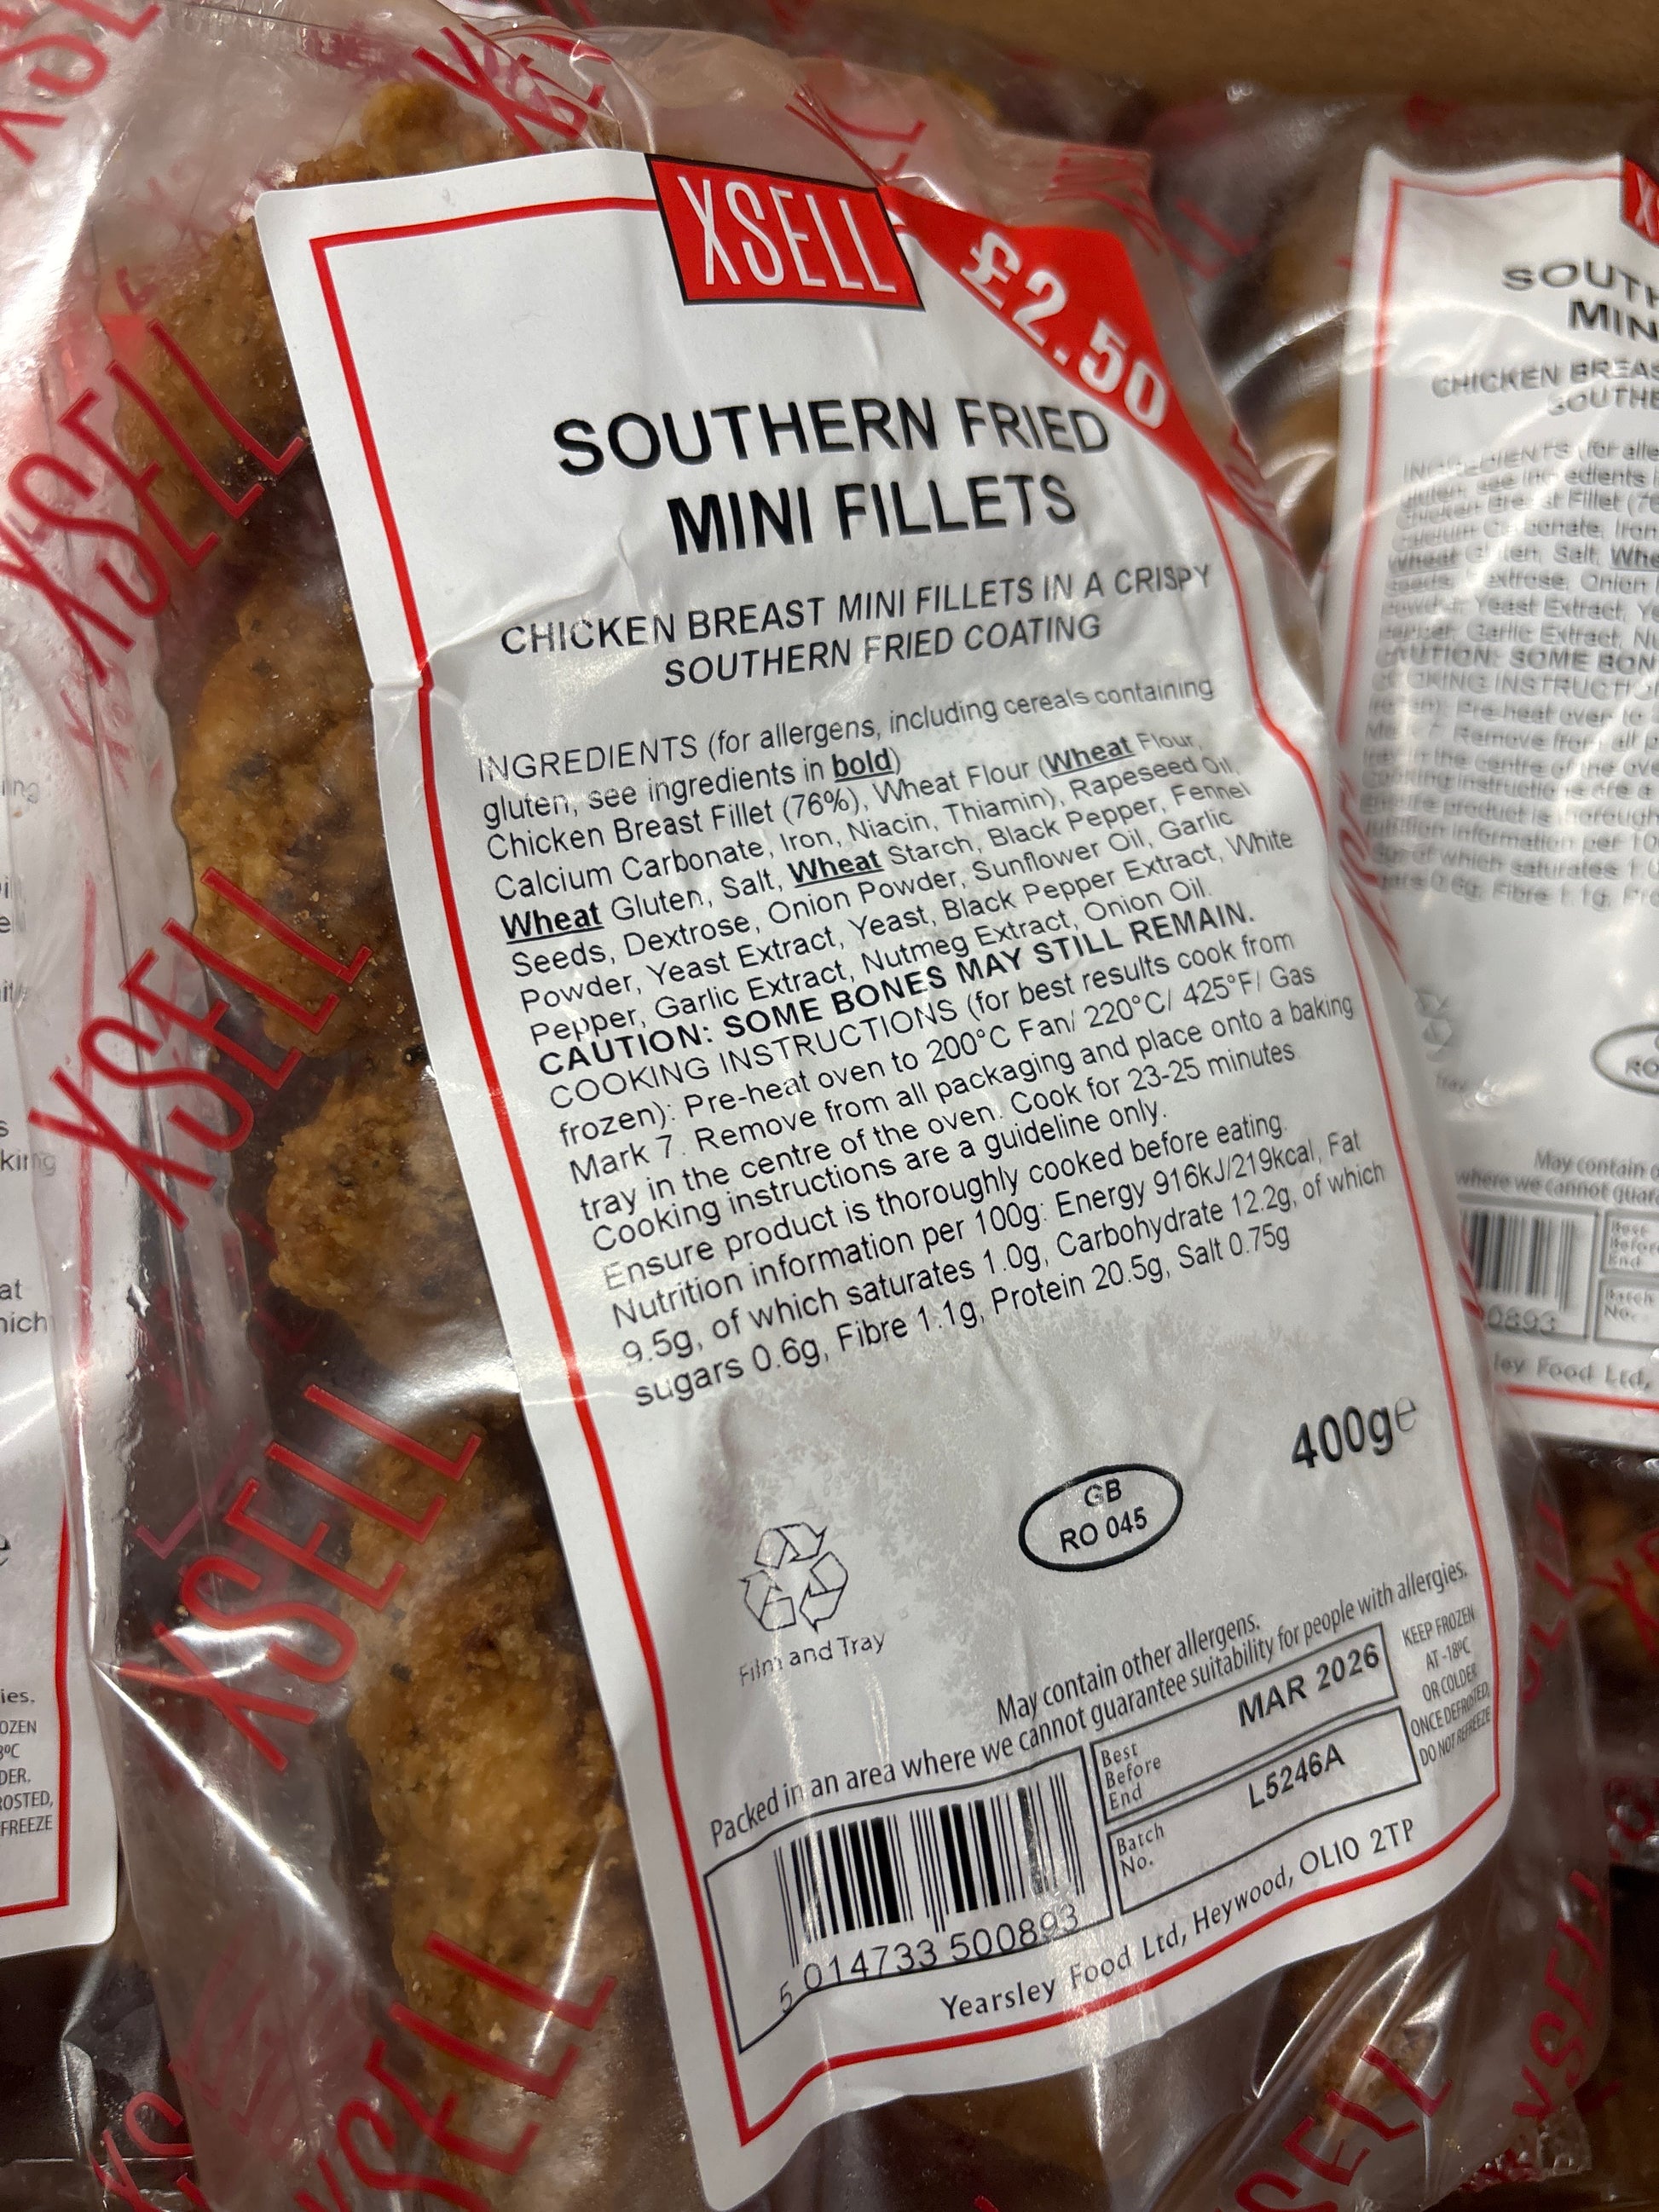 XSELL
£2.50
SOUTHERN FRIED
MINI FILLETS
CHICKEN BREAST MINI FILLETS IN A CRISPY
SOUTHERN FRIED COATING
INGREDIENTS (for allergens, including cereals containing
gluten, see ingredients in bold)
Chicken Breast Fillet (76%), Wheat Flour (Wheat Flour,
Calcium Carbonate, Iron, Niacin, Thiamin), Rapeseed Oil,
Wheat Gluten, Salt, Wheat Starch, Black Pepper, Fennel
Seeds, Dextrose, Onion Powder, Sunflower Oil, Garlic
Powder, Yeast Extract, Yeast, Black Pepper Extract, White
Pepper, Garlic Extract, Nutmeg Extract, Onion Oil.
CAUTION: SOME BONES MAY STILL REMAIN.
COOKING INSTRUCTIONS (for best results cook from
frozen): Pre-heat oven to 200°C Fan/ 220°C/ 425°F/ Gas
Mark 7. Remove from all packaging and place onto a baking
tray in the centre of the oven. Cook for 23-25 minutes.
Cooking instructions are a guideline only.
Ensure product is thoroughly cooked before eating.
Nutrition information per 100g: Energy 916kJ/219kcal, Fat
9.5g, of which saturates 1.0g, Carbohydrate 12.2g, of which
sugars 0.6g, Fibre 1.1g, Protein 20.5g, Salt 0.75g
400g℮
GB
RO 045
Film and Tray
May contain other allergens.
Packed in an area where we cannot guarantee suitability for people with allergies.
Best
Before
End
MAR 2026
Batch
No.
L5246A
KEEP FROZEN
AT -18°C
OR COLDER.
ONCE DEFROSTED,
DO NOT REFREEZE
5 014733 500893
Yearsley Food Ltd, Heywood, OL10 2TP
XSELL
XSELL
XSELL
XSELL
XSELL